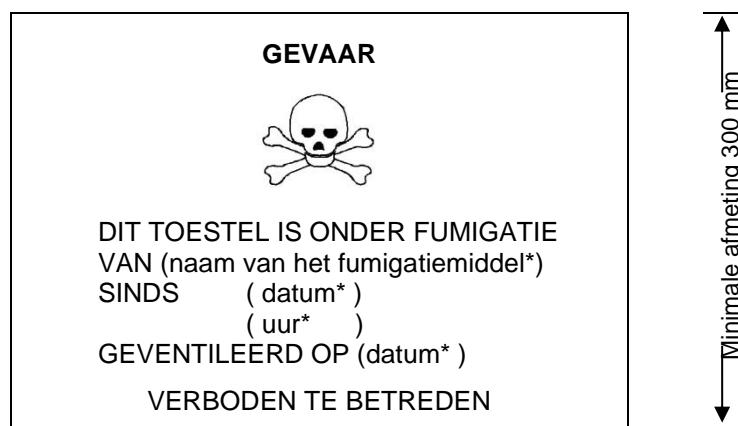 GEVAAR
DIT TOESTEL IS ONDER FUMIGATIE
VAN (naam van het fumigatiemiddel*)
SINDS ( datum* )
( uur* )
GEVENTILEERD OP (datum* )
VERBODEN TE BETREDEN
Minimale afmeting 300 mm